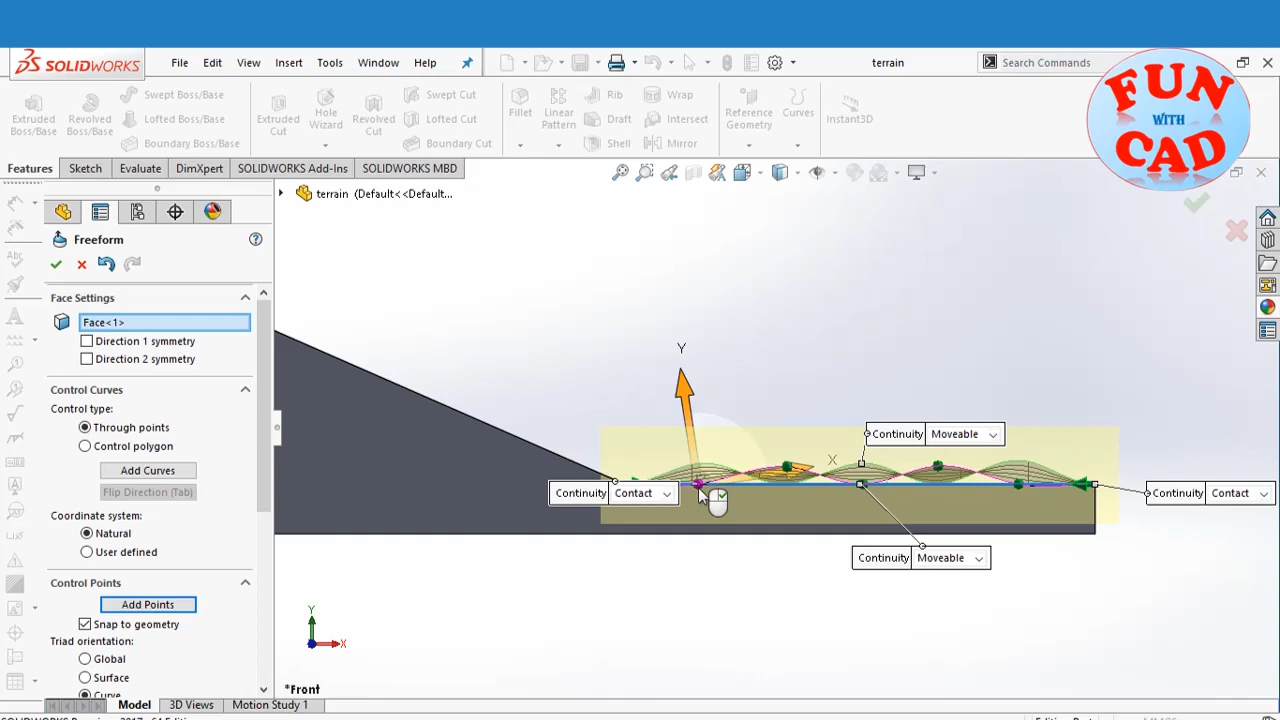 SOLIDWORKS File Edit View Insert Tools Window Help terrain Search Commands
FUN
WITH
CAD
Extruded Boss/Base
Revolved Boss/Base
Swept Boss/Base
Lofted Boss/Base
Boundary Boss/Base
Extruded Cut
Hole Wizard
Revolved Cut
Swept Cut
Lofted Cut
Boundary Cut
Fillet
Linear Pattern
Rib
Draft
Shell
Wrap
Intersect
Mirror
Reference Geometry
Curves
Instant3D
Features Sketch Evaluate DimXpert SOLIDWORKS Add-Ins SOLIDWORKS MBD
terrain (Default<<Default...
Freeform
Face Settings
Face<1>
Direction 1 symmetry
Direction 2 symmetry
Control Curves
Control type:
Through points
Control polygon
Add Curves
Flip Direction (Tab)
Coordinate system:
Natural
User defined
Control Points
Add Points
Snap to geometry
Triad orientation:
Global
Surface
Curve
Y
X
Continuity Moveable
Continuity Contact
Continuity Contact
Continuity Moveable
Y
X
*Front
Model 3D Views Motion Study 1